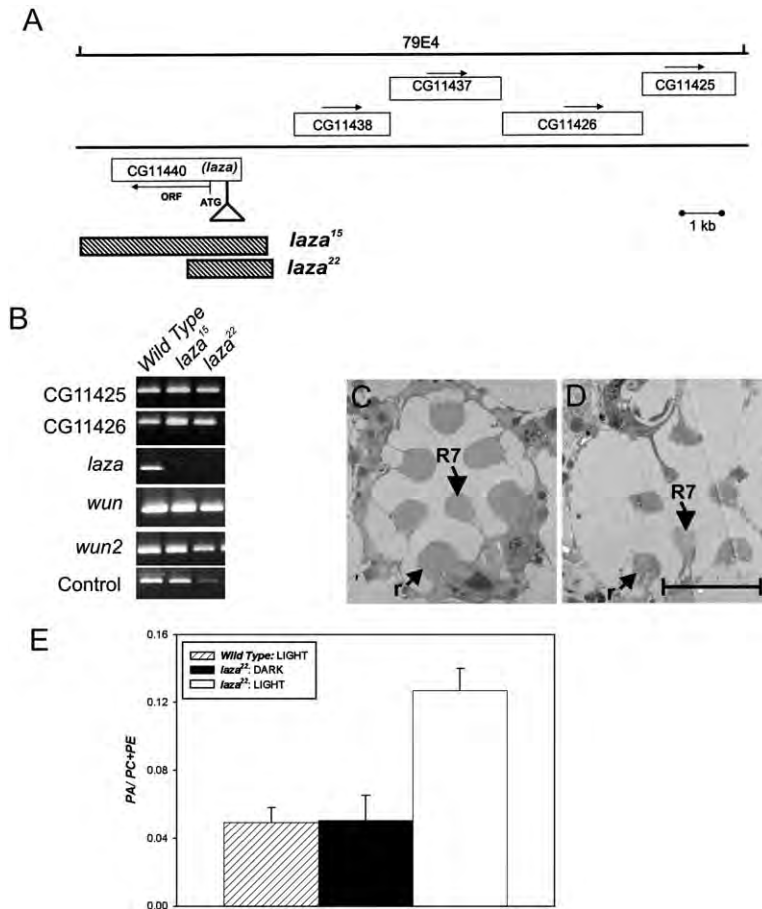 A
79E4
CG11437
CG11425
CG11438
CG11426
CG11440 (laza)
ORF
ATG
1 kb
laza15
laza22
B
Wild Type
laza15
laza22
CG11425
CG11426
laza
wun
wun2
Control
C
R7
r
D
R7
r
E
0.16
0.12
0.08
0.04
0.00
PA/ PC+PE
Wild Type: LIGHT
laza22: DARK
laza22: LIGHT